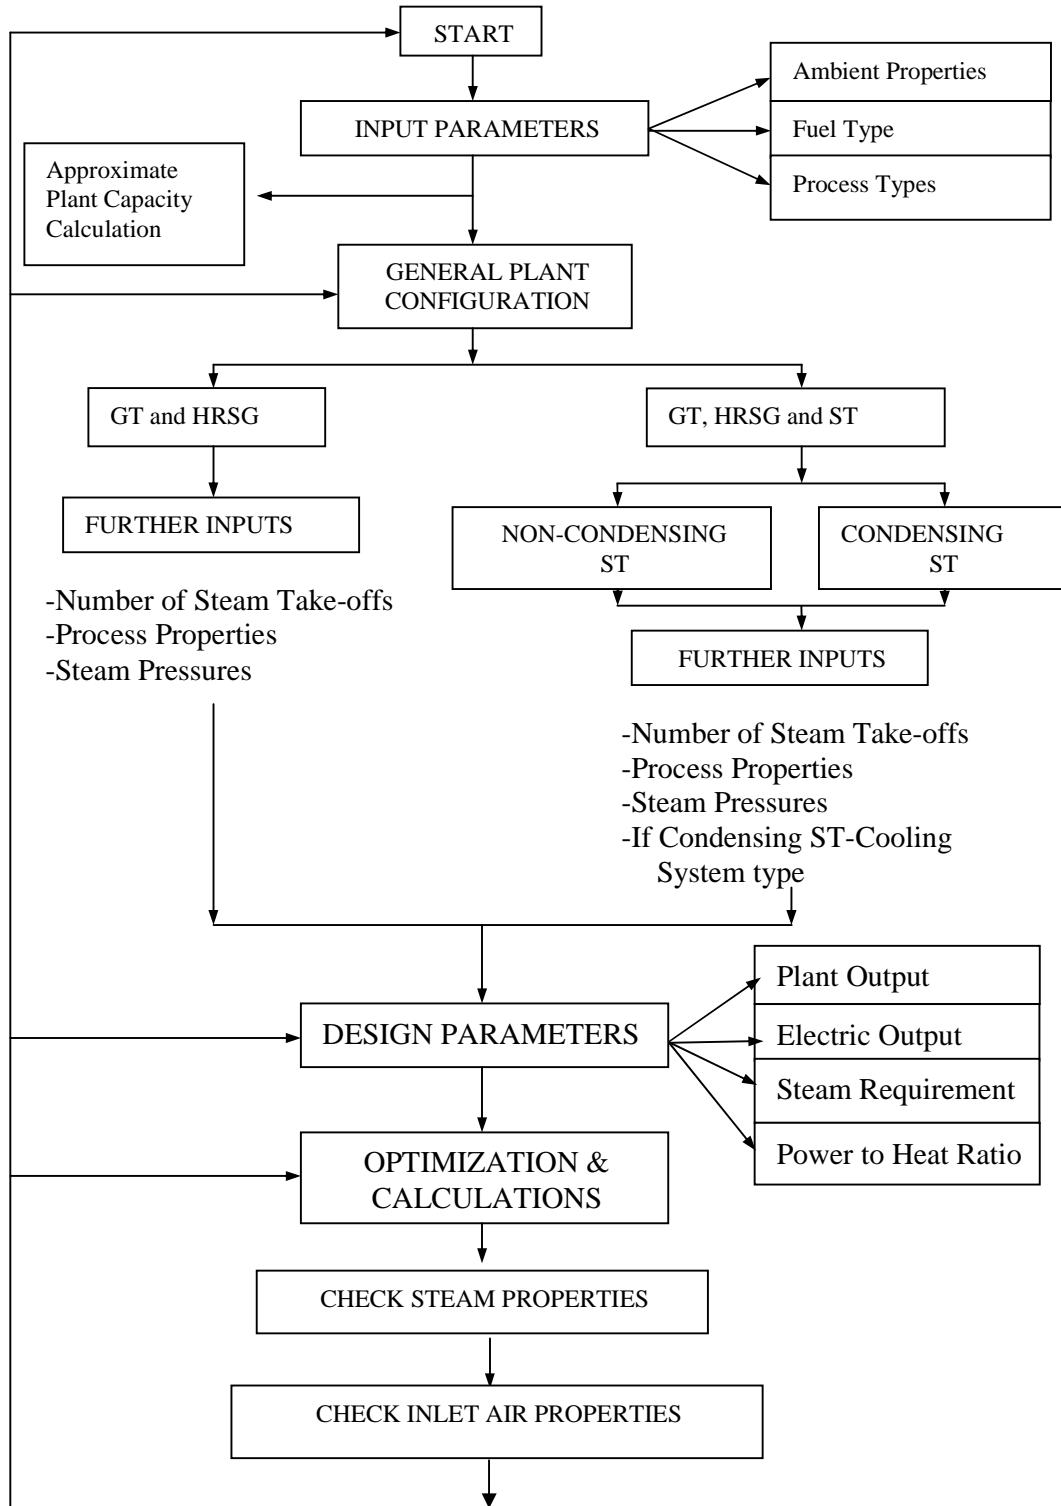 START
INPUT PARAMETERS
Ambient Properties
Fuel Type
Process Types
Approximate
Plant Capacity
Calculation
GENERAL PLANT
CONFIGURATION
GT and HRSG
GT, HRSG and ST
FURTHER INPUTS
NON-CONDENSING
ST
CONDENSING
ST
-Number of Steam Take-offs
-Process Properties
-Steam Pressures
FURTHER INPUTS
-Number of Steam Take-offs
-Process Properties
-Steam Pressures
-If Condensing ST-Cooling
System type
DESIGN PARAMETERS
Plant Output
Electric Output
Steam Requirement
Power to Heat Ratio
OPTIMIZATION &
CALCULATIONS
CHECK STEAM PROPERTIES
CHECK INLET AIR PROPERTIES